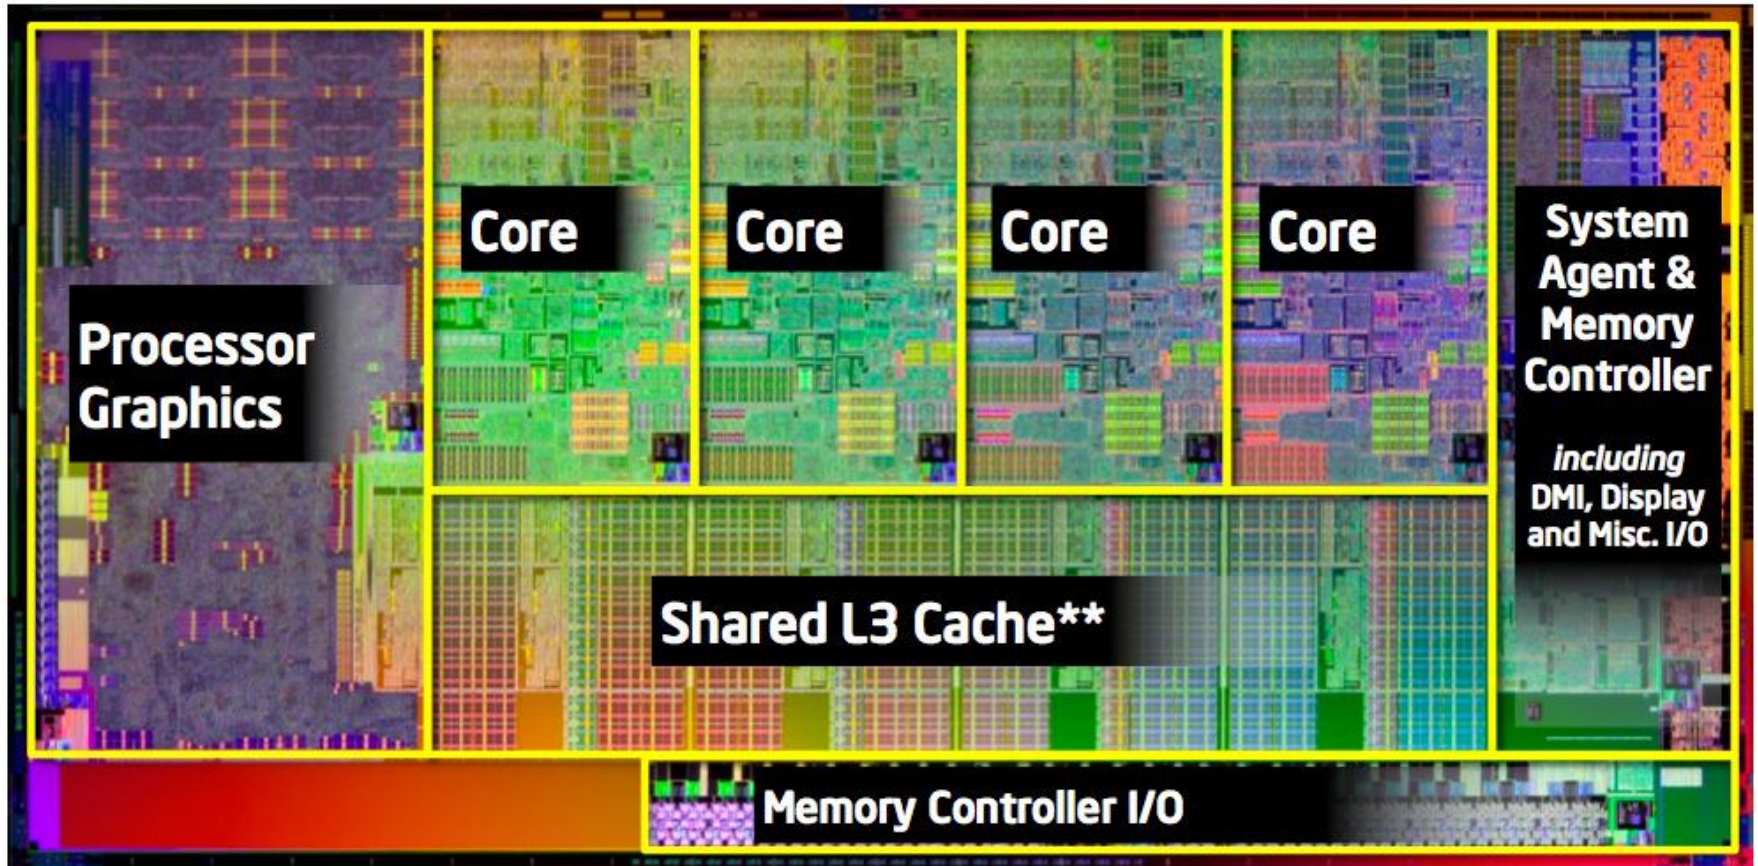 Processor
Graphics
Core
Core
Core
Core
System
Agent &
Memory
Controller
including
DMI, Display
and Misc. I/O
Shared L3 Cache**
Memory Controller I/O